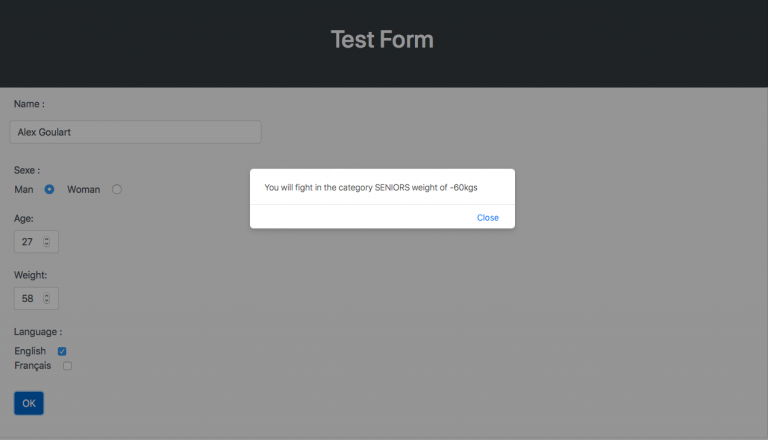 Test Form
Name :
Alex Goulart
Sexe :
Man Woman
You will fight in the category SENIORS weight of -60kgs
Close
Age:
27
Weight:
58
Language :
English
Français
OK